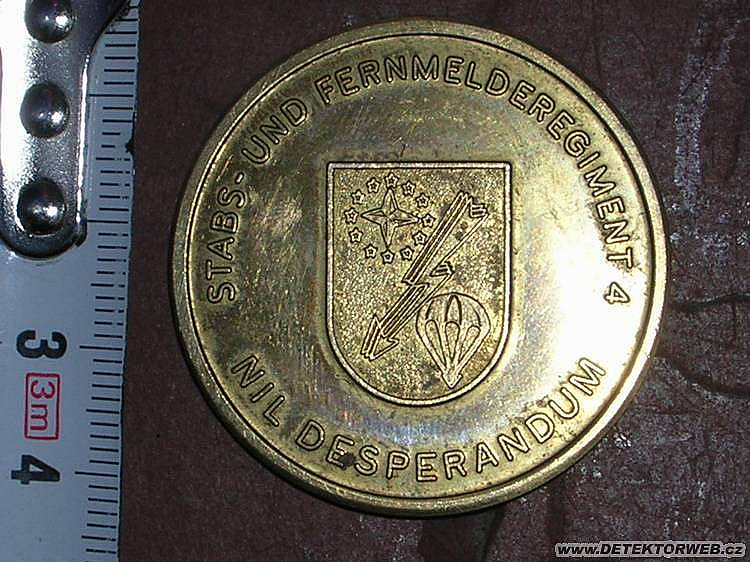 STABS- UND FERNMELDEREGIMENT 4
NIL DESPERANDUM
3
3m
4
www.DETEKTORWEB.cz